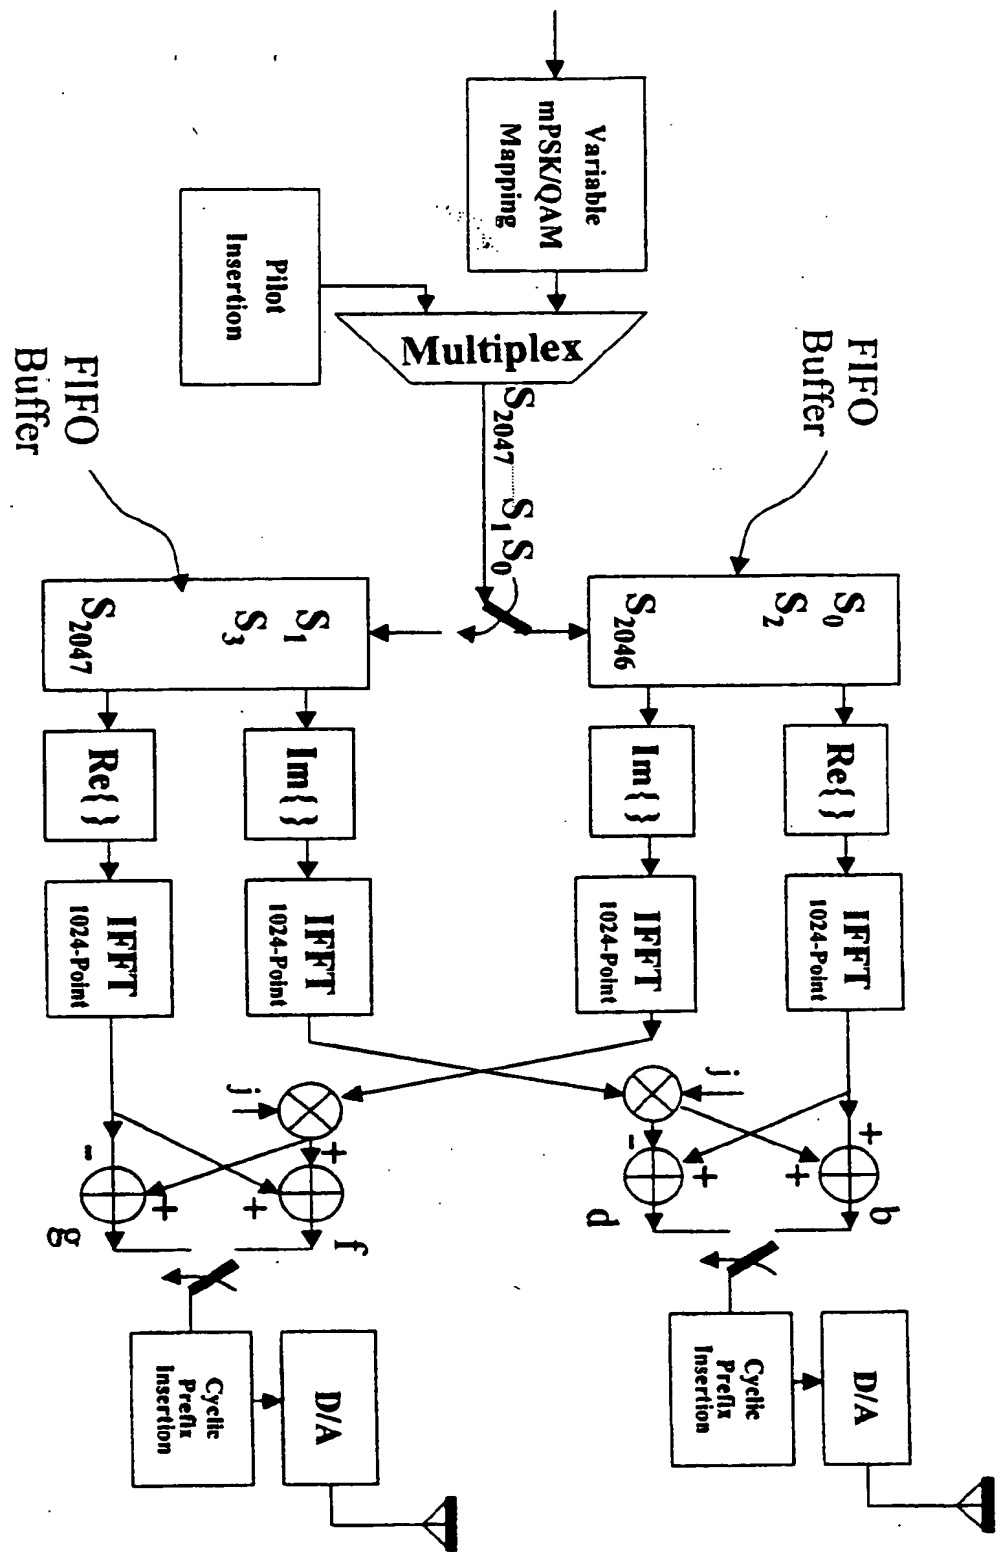 Variable
mPSK/QAM
Mapping
Pilot
Insertion
Multiplex
S2047 ...... S1 S0
FIFO
Buffer
S0
S2
S2046
FIFO
Buffer
S1
S3
S2047
Re{ }
Im{ }
Im{ }
Re{ }
IFFT
1024-Point
IFFT
1024-Point
IFFT
1024-Point
IFFT
1024-Point
j
+
+
b
-
+
d
j
+
+
f
-
+
g
Cyclic
Prefix
Insertion
D/A
Cyclic
Prefix
Insertion
D/A